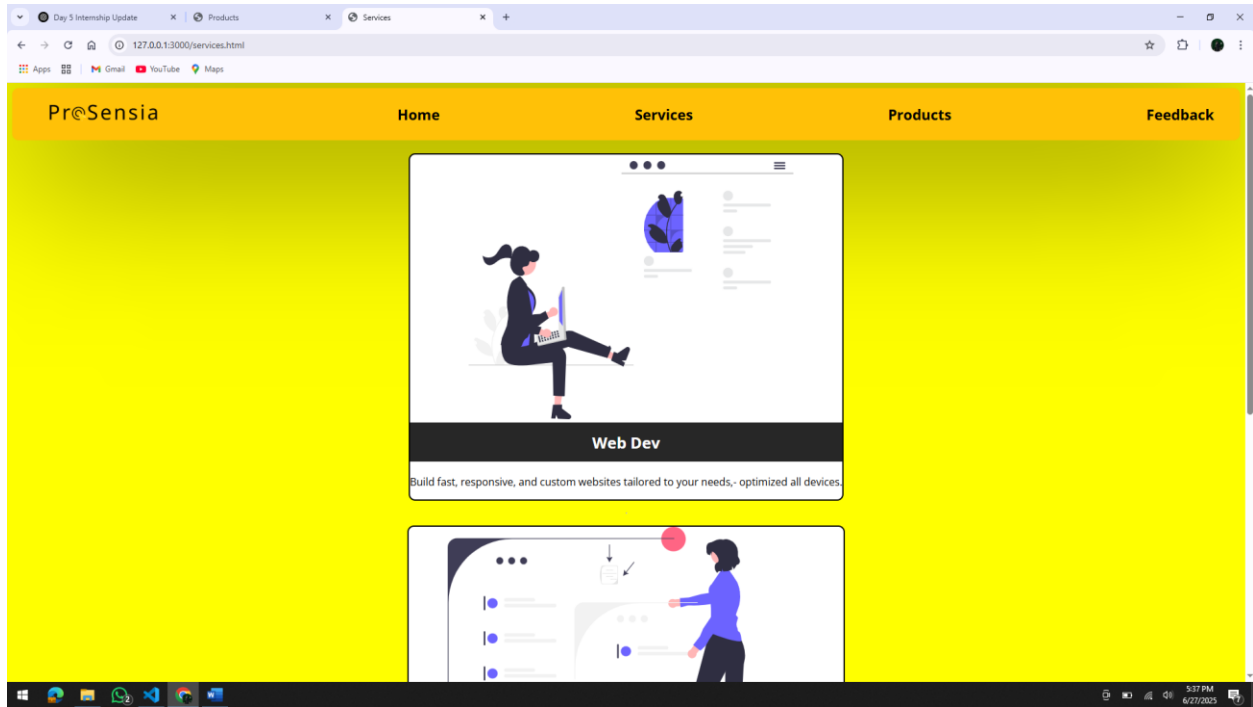 Day 5 Internship Update
Products
Services
127.0.0.1:3000/services.html
Apps
Gmail
YouTube
Maps
Pr@Sensia
Home
Services
Products
Feedback
Web Dev
Build fast, responsive, and custom websites tailored to your needs,- optimized all devices.
5:37 PM
6/27/2025